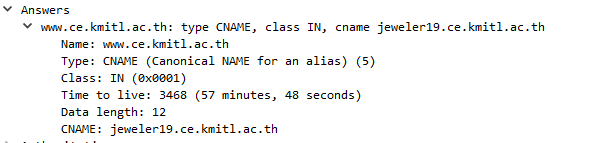 Answers
www.ce.kmitl.ac.th: type CNAME, class IN, cname jeweler19.ce.kmitl.ac.th
Name: www.ce.kmitl.ac.th
Type: CNAME (Canonical NAME for an alias) (5)
Class: IN (0x0001)
Time to live: 3468 (57 minutes, 48 seconds)
Data length: 12
CNAME: jeweler19.ce.kmitl.ac.th